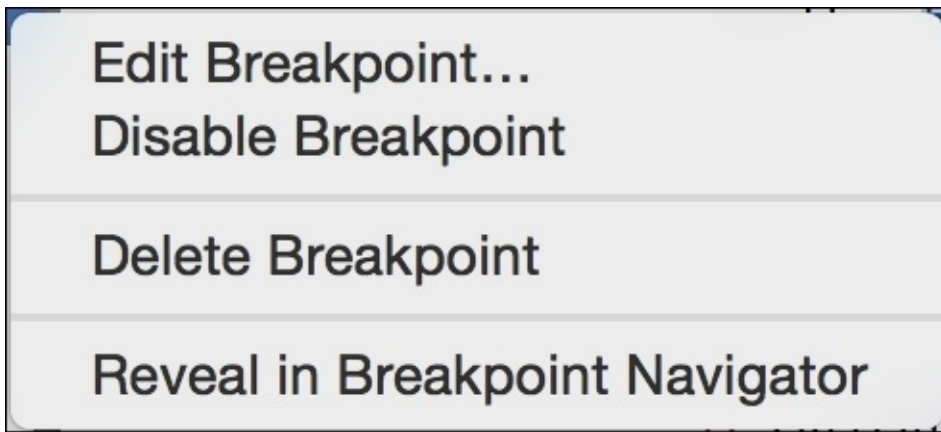 Edit Breakpoint…
Disable Breakpoint
Delete Breakpoint
Reveal in Breakpoint Navigator